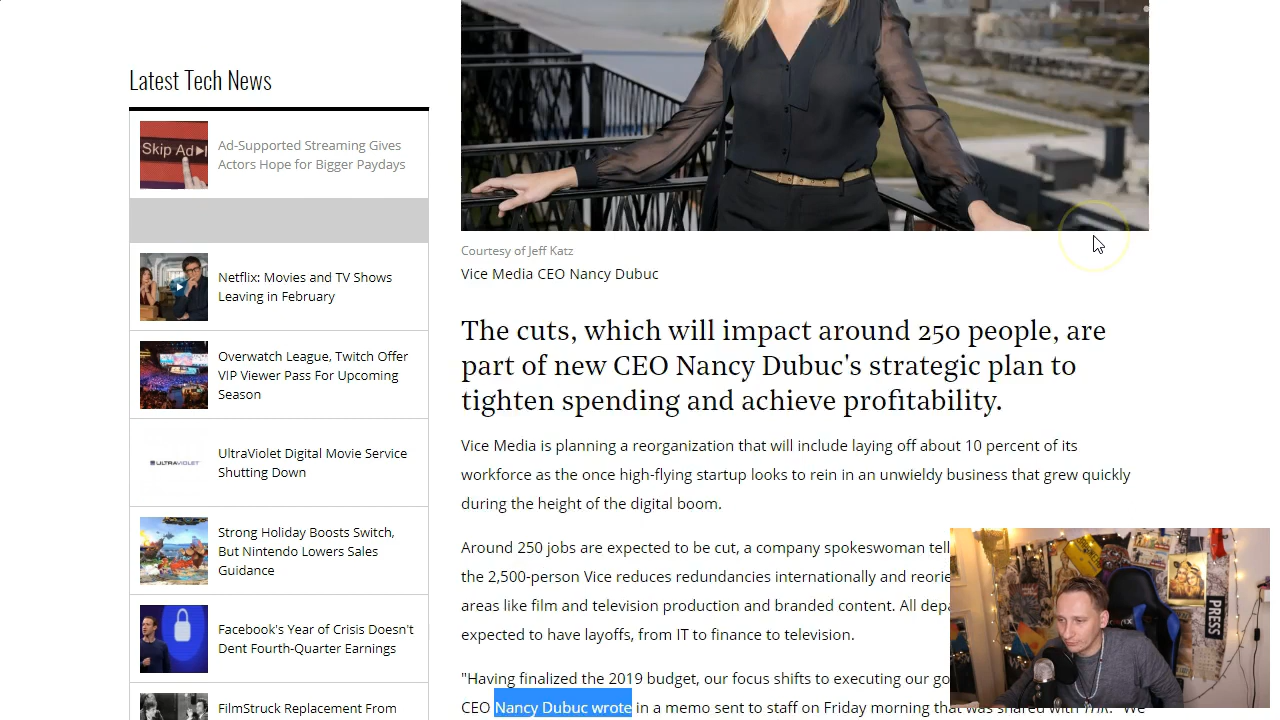 Latest Tech News
Skip Ad
Ad-Supported Streaming Gives
Actors Hope for Bigger Paydays
Netflix: Movies and TV Shows
Leaving in February
Overwatch League, Twitch Offer
VIP Viewer Pass For Upcoming
Season
ULTRAVIOLET
UltraViolet Digital Movie Service
Shutting Down
Strong Holiday Boosts Switch,
But Nintendo Lowers Sales
Guidance
Facebook's Year of Crisis Doesn't
Dent Fourth-Quarter Earnings
FilmStruck Replacement From
Courtesy of Jeff Katz
Vice Media CEO Nancy Dubuc
The cuts, which will impact around 250 people, are
part of new CEO Nancy Dubuc's strategic plan to
tighten spending and achieve profitability.
Vice Media is planning a reorganization that will include laying off about 10 percent of its
workforce as the once high-flying startup looks to rein in an unwieldy business that grew quickly
during the height of the digital boom.
Around 250 jobs are expected to be cut, a company spokeswoman tell
the 2,500-person Vice reduces redundancies internationally and reorie
areas like film and television production and branded content. All depa
expected to have layoffs, from IT to finance to television.
"Having finalized the 2019 budget, our focus shifts to executing our go
CEO Nancy Dubuc wrote in a memo sent to staff on Friday morning that was shared with THR. "We
PRESS